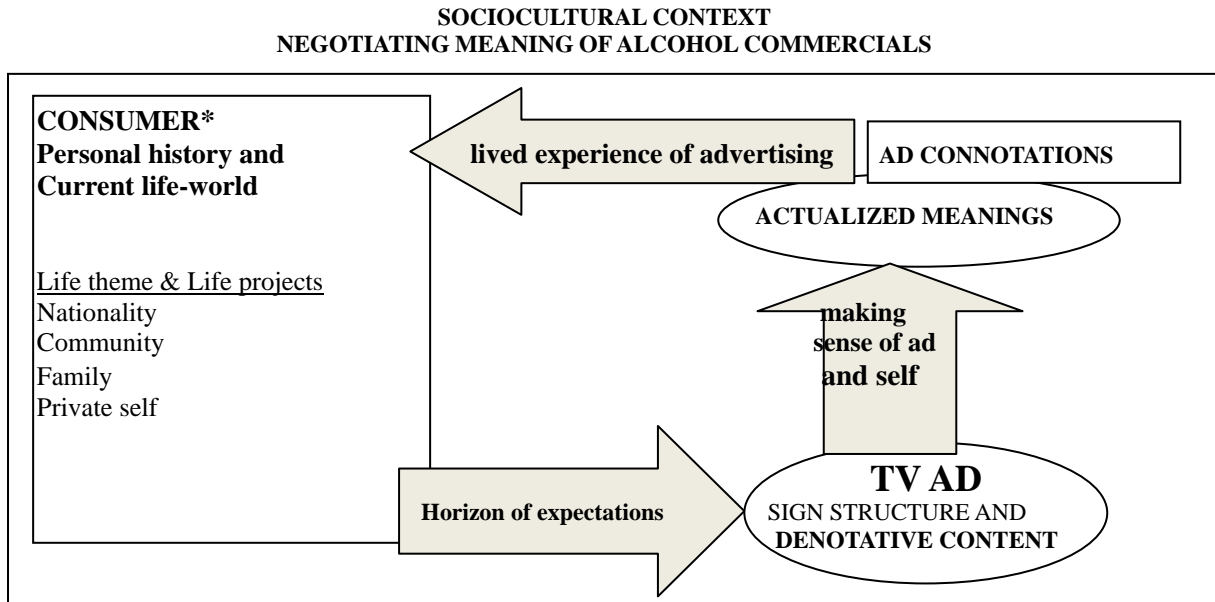 SOCIOCULTURAL CONTEXT
NEGOTIATING MEANING OF ALCOHOL COMMERCIALS
CONSUMER*
Personal history and
Current life-world
Life theme & Life projects
Nationality
Community
Family
Private self
lived experience of advertising
AD CONNOTATIONS
ACTUALIZED MEANINGS
making
sense of ad
and self
Horizon of expectations
TV AD
SIGN STRUCTURE AND
DENOTATIVE CONTENT